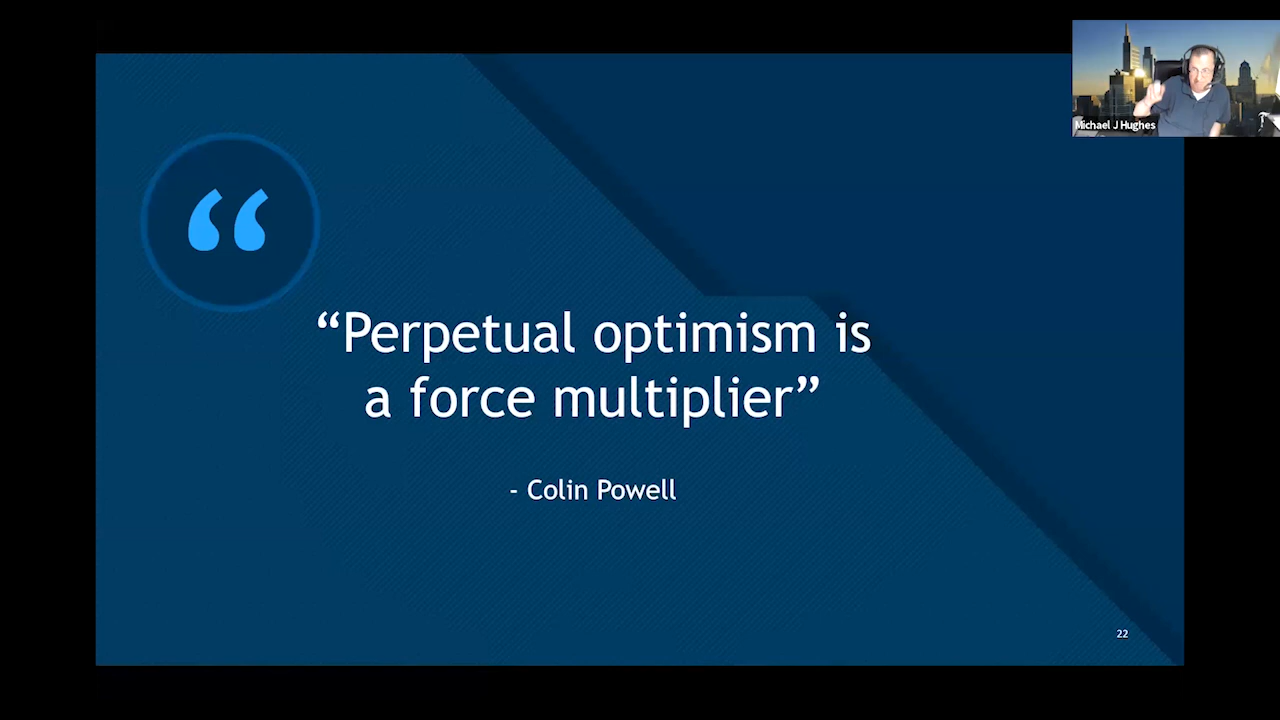 Michael J Hughes
“
“Perpetual optimism is
a force multiplier”
- Colin Powell
22